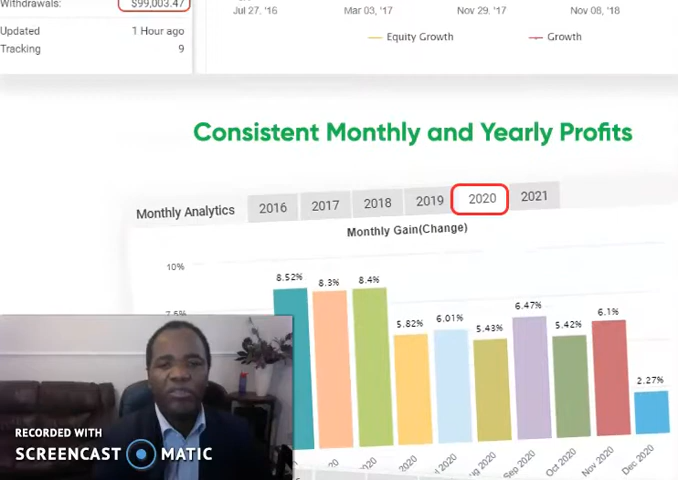 Withdrawals: $99,003.47
Updated 1 Hour ago
Tracking 9
Jul 27, '16 Mar 03, '17 Nov 29, '17 Nov 08, '18
Equity Growth Growth
Consistent Monthly and Yearly Profits
Monthly Analytics 2016 2017 2018 2019 2020 2021
Monthly Gain(Change)
10%
7.5%
8.52% 8.3% 8.4% 5.82% 6.01% 5.43% 6.47% 5.42% 6.1% 2.27%
Sep 2020 Oct 2020 Nov 2020 Dec 2020
RECORDED WITH
SCREENCAST MATIC